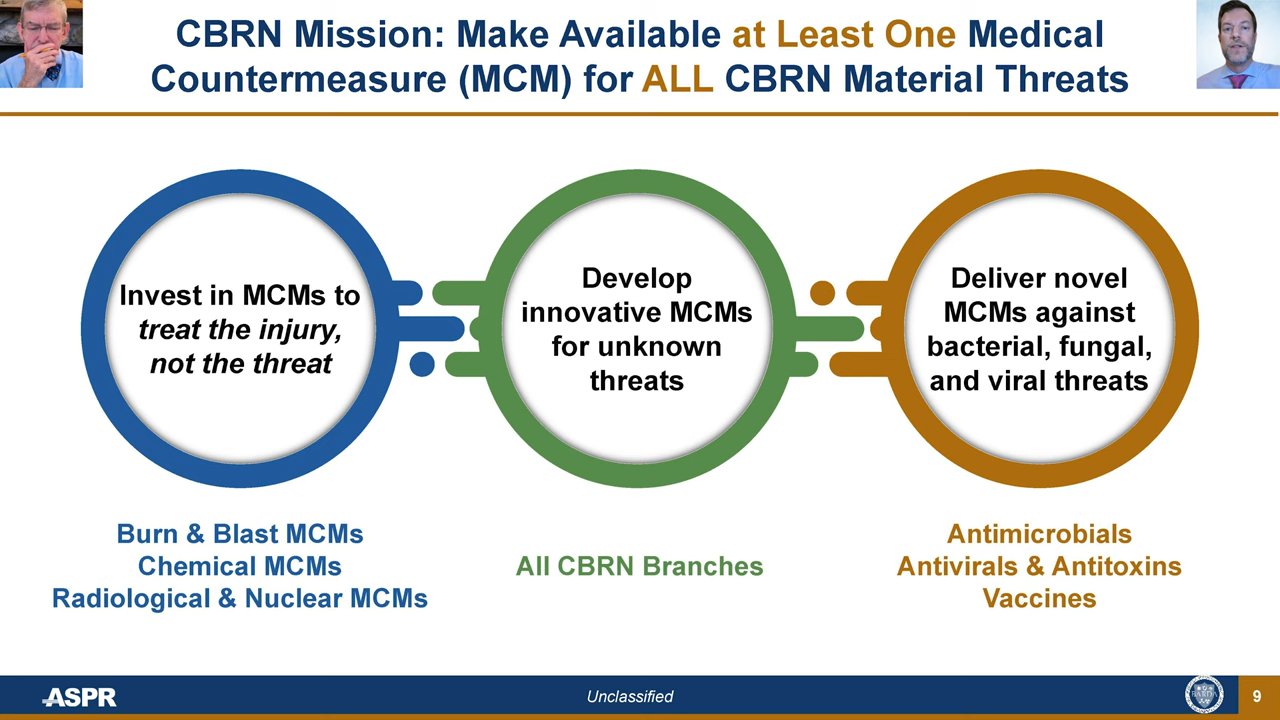 CBRN Mission: Make Available at Least One Medical
Countermeasure (MCM) for ALL CBRN Material Threats
Invest in MCMs to
treat the injury,
not the threat
Develop
innovative MCMs
for unknown
threats
Deliver novel
MCMs against
bacterial, fungal,
and viral threats
Burn & Blast MCMs
Chemical MCMs
Radiological & Nuclear MCMs
All CBRN Branches
Antimicrobials
Antivirals & Antitoxins
Vaccines
ASPR
Unclassified
BARDA
9